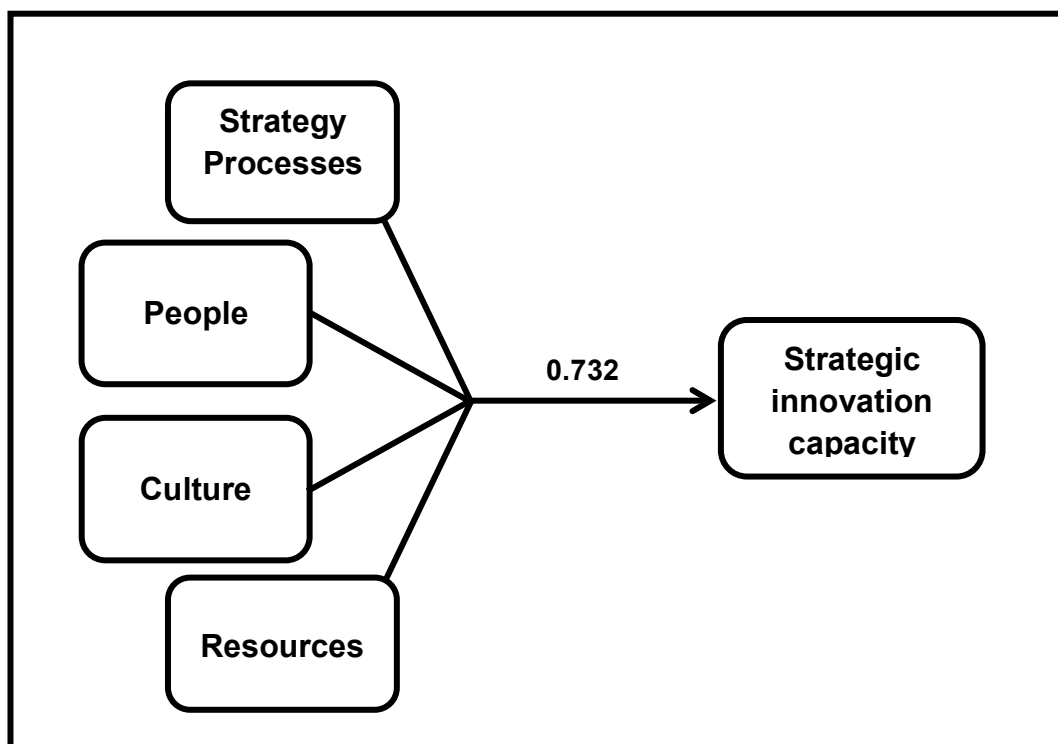 Strategy
Processes
People
Culture
Resources
0.732
Strategic
innovation
capacity